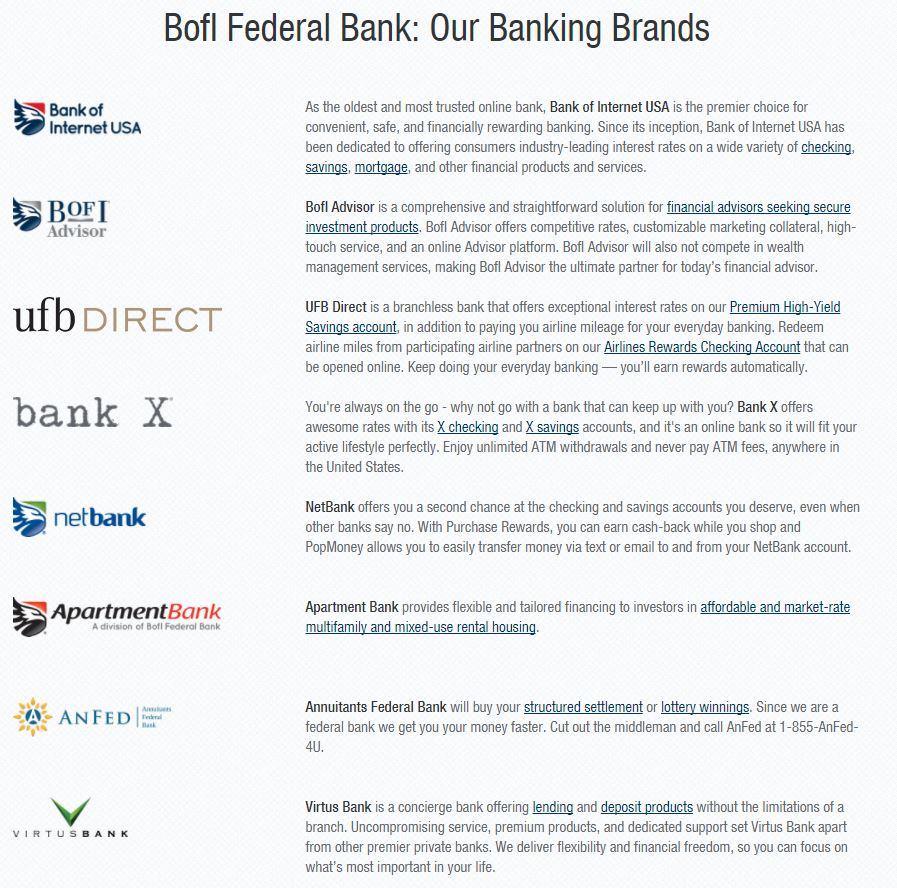 BofI Federal Bank: Our Banking Brands
Bank of
Internet USA
As the oldest and most trusted online bank, Bank of Internet USA is the premier choice for
convenient, safe, and financially rewarding banking. Since its inception, Bank of Internet USA has
been dedicated to offering consumers industry-leading interest rates on a wide variety of checking,
savings, mortgage, and other financial products and services.
BOFI
Advisor
BofI Advisor is a comprehensive and straightforward solution for financial advisors seeking secure
investment products. BofI Advisor offers competitive rates, customizable marketing collateral, high-
touch service, and an online Advisor platform. BofI Advisor will also not compete in wealth
management services, making BofI Advisor the ultimate partner for today's financial advisor.
ufb DIRECT
UFB Direct is a branchless bank that offers exceptional interest rates on our Premium High-Yield
Savings account, in addition to paying you airline mileage for your everyday banking. Redeem
airline miles from participating airline partners on our Airlines Rewards Checking Account that can
be opened online. Keep doing your everyday banking — you'll earn rewards automatically.
bank X
You're always on the go - why not go with a bank that can keep up with you? Bank X offers
awesome rates with its X checking and X savings accounts, and it's an online bank so it will fit your
active lifestyle perfectly. Enjoy unlimited ATM withdrawals and never pay ATM fees, anywhere in
the United States.
netbank
NetBank offers you a second chance at the checking and savings accounts you deserve, even when
other banks say no. With Purchase Rewards, you can earn cash-back while you shop and
PopMoney allows you to easily transfer money via text or email to and from your NetBank account.
ApartmentBank
A division of BofI Federal Bank
Apartment Bank provides flexible and tailored financing to investors in affordable and market-rate
multifamily and mixed-use rental housing.
ANFED
Annuitants
Federal
Bank
Annuitants Federal Bank will buy your structured settlement or lottery winnings. Since we are a
federal bank we get you your money faster. Cut out the middleman and call AnFed at 1-855-AnFed-
4U.
VIRTUSBANK
Virtus Bank is a concierge bank offering lending and deposit products without the limitations of a
branch. Uncompromising service, premium products, and dedicated support set Virtus Bank apart
from other premier private banks. We deliver flexibility and financial freedom, so you can focus on
what's most important in your life.